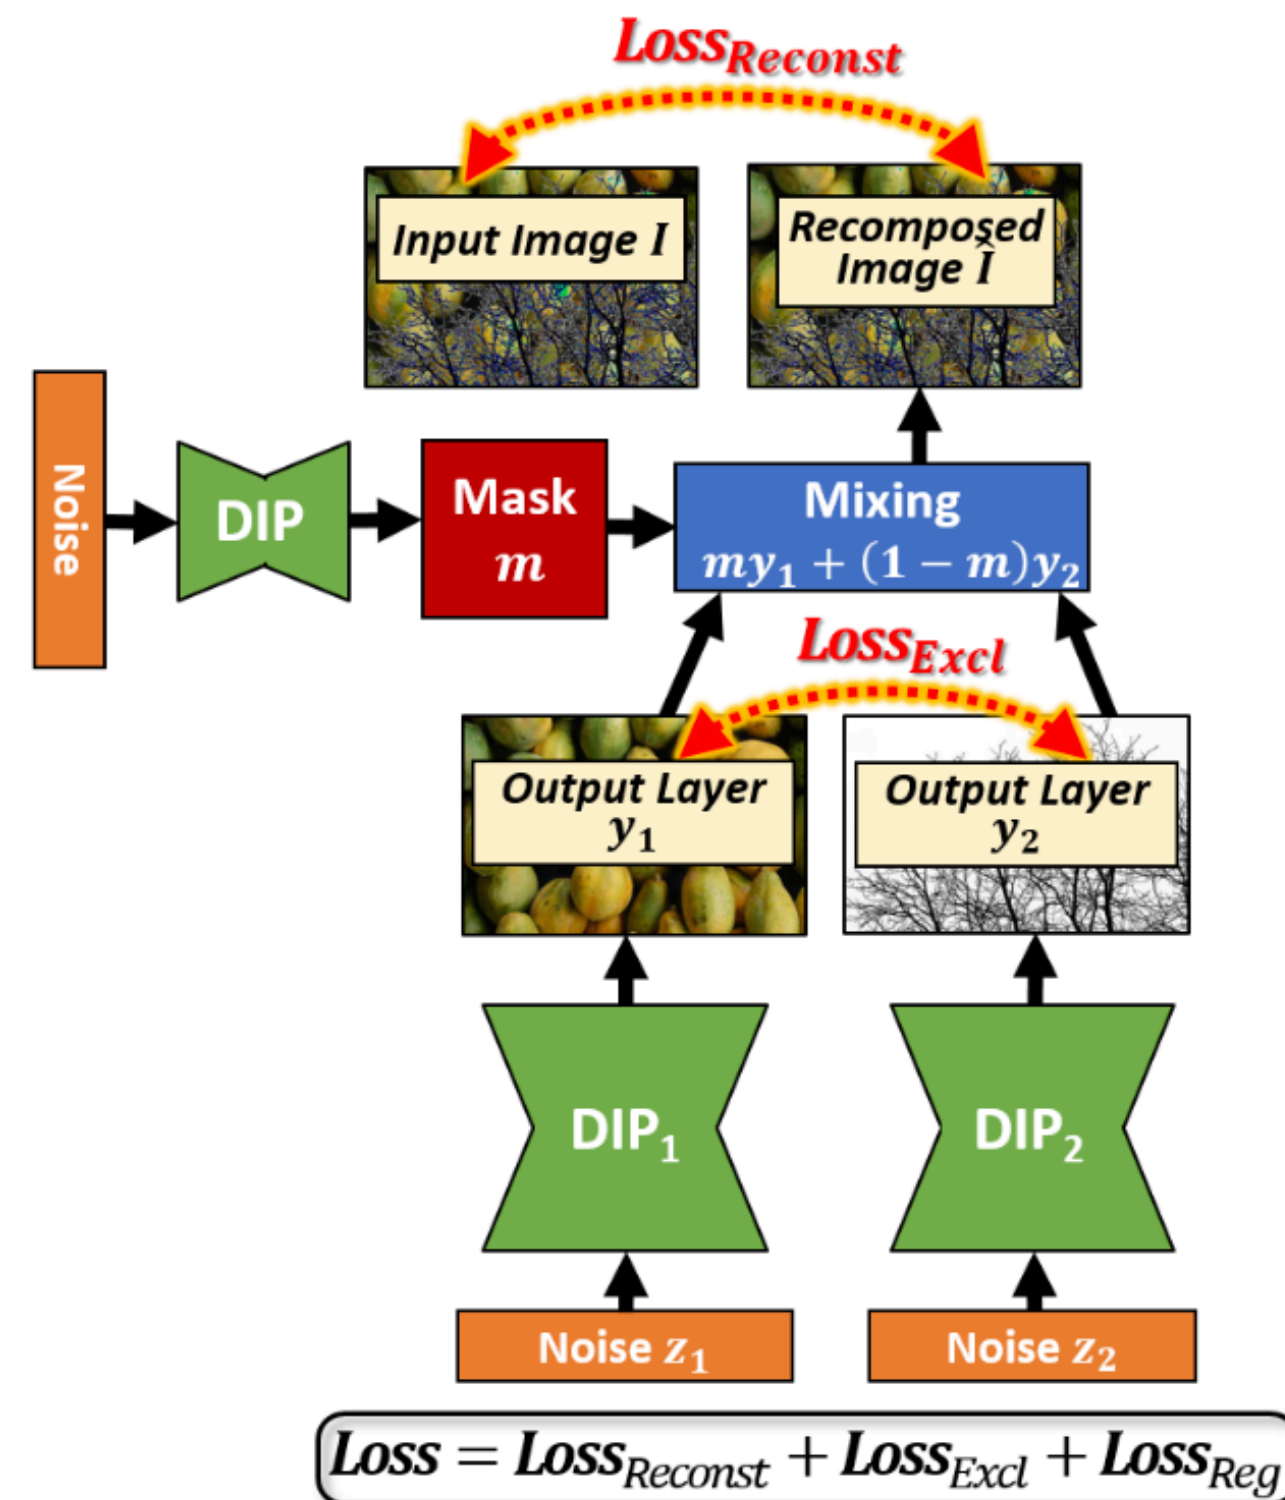 Loss_Reconst
Input Image I
Recomposed
Image Î
Noise
DIP
Mask
m
Mixing
my₁ + (1 − m)y₂
Loss_Excl
Output Layer
y₁
Output Layer
y₂
DIP₁
DIP₂
Noise z₁
Noise z₂
Loss = Loss_Reconst + Loss_Excl + Loss_Reg